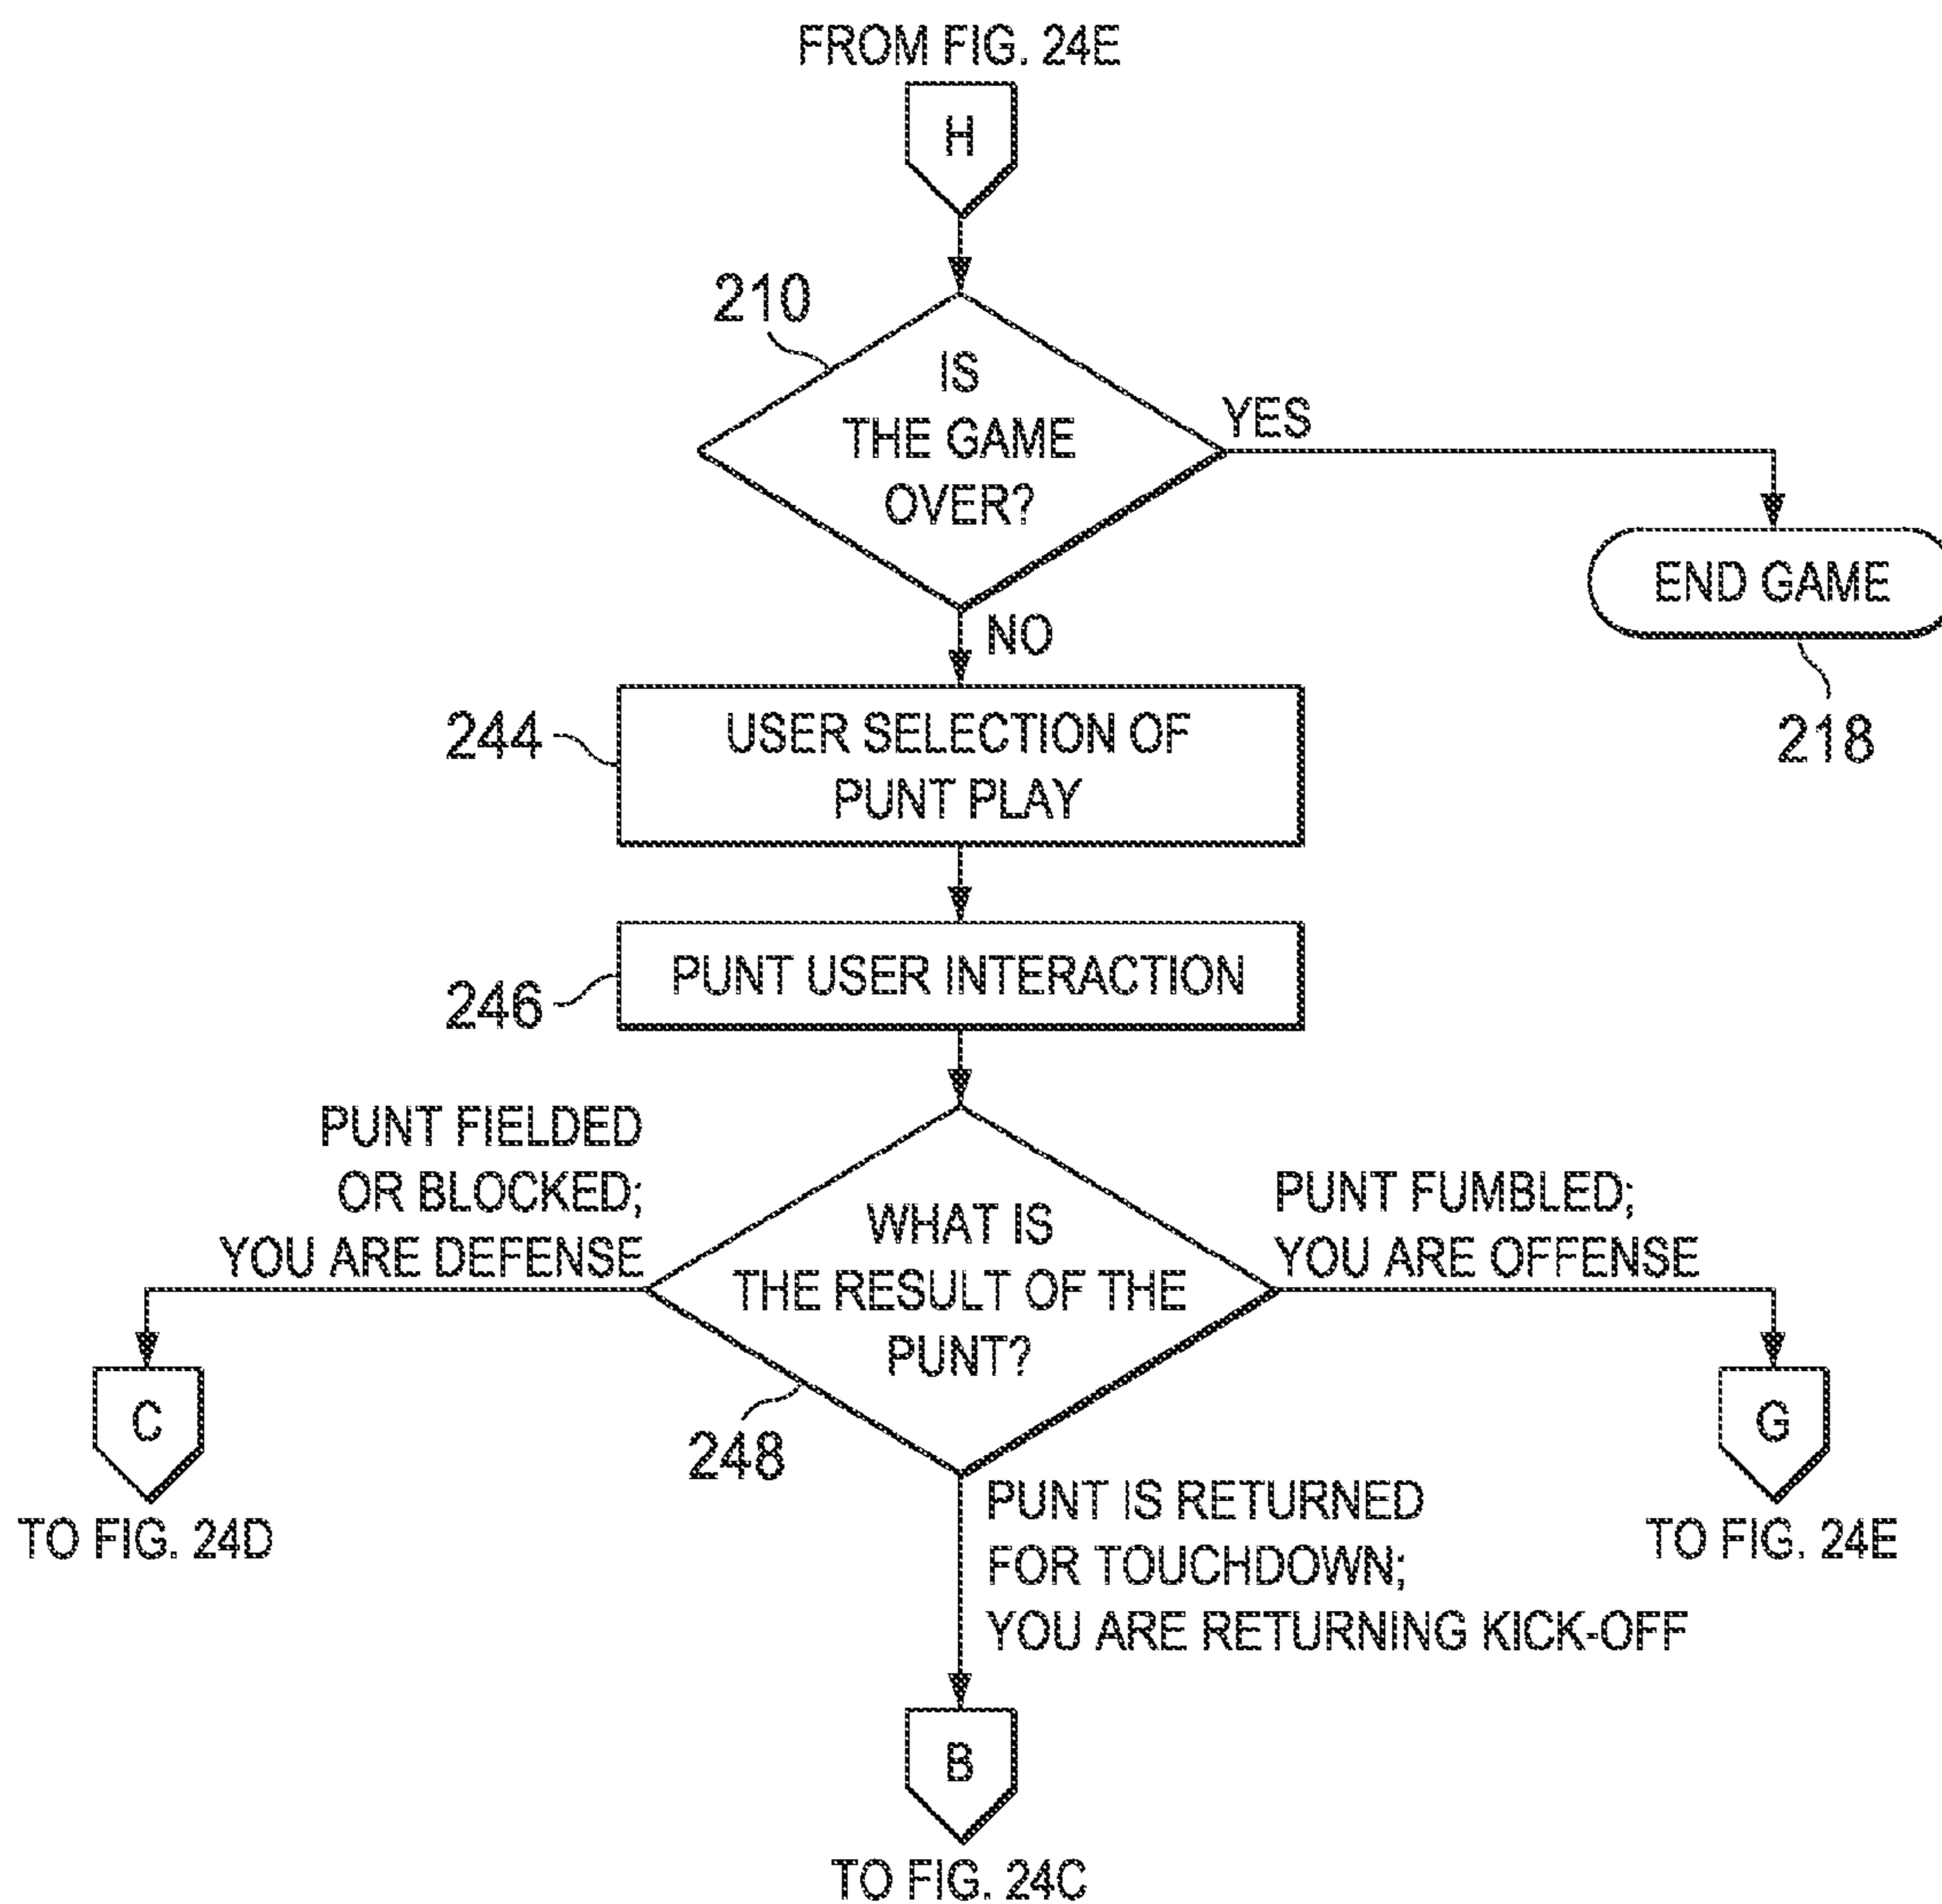 FROM FIG. 24E
H
210
IS
THE GAME
OVER?
YES
END GAME
218
NO
244
USER SELECTION OF
PUNT PLAY
246
PUNT USER INTERACTION
PUNT FIELDED
OR BLOCKED;
YOU ARE DEFENSE
WHAT IS
THE RESULT OF THE
PUNT?
248
PUNT FUMBLED;
YOU ARE OFFENSE
C
TO FIG. 24D
G
TO FIG. 24E
PUNT IS RETURNED
FOR TOUCHDOWN;
YOU ARE RETURNING KICK-OFF
B
TO FIG. 24C